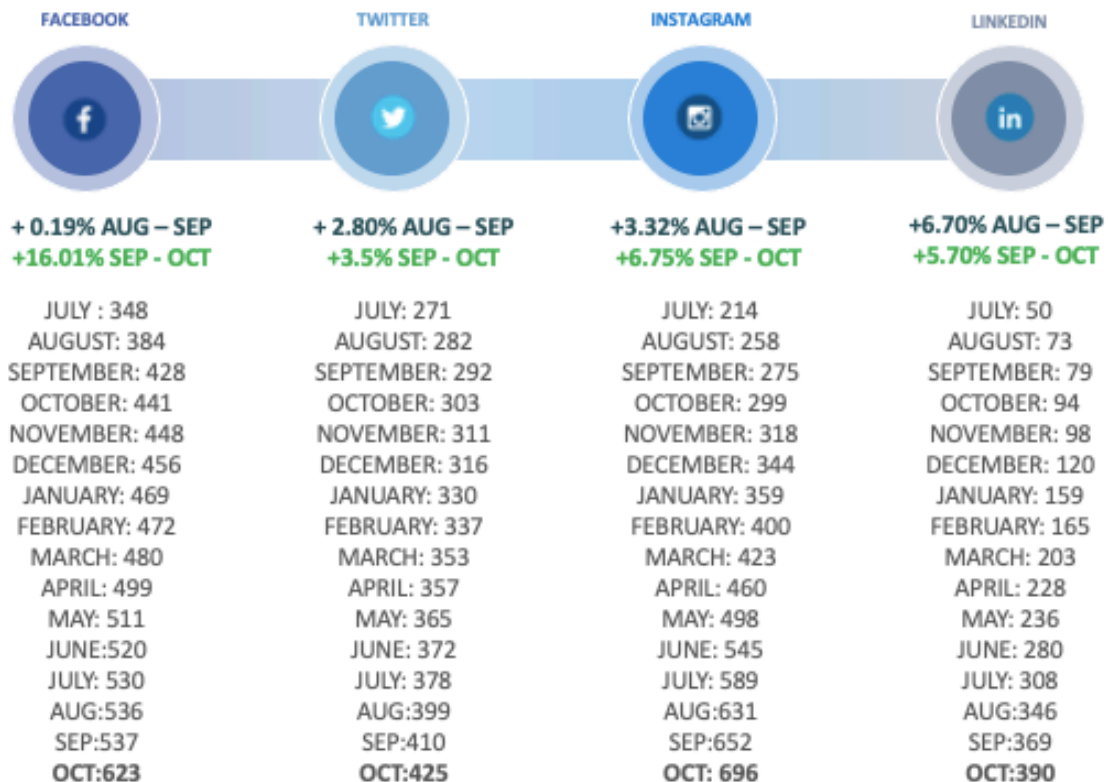 FACEBOOK
TWITTER
INSTAGRAM
LINKEDIN
f
in
+ 0.19% AUG – SEP
+16.01% SEP - OCT
JULY : 348
AUGUST: 384
SEPTEMBER: 428
OCTOBER: 441
NOVEMBER: 448
DECEMBER: 456
JANUARY: 469
FEBRUARY: 472
MARCH: 480
APRIL: 499
MAY: 511
JUNE:520
JULY: 530
AUG:536
SEP:537
OCT:623
+ 2.80% AUG – SEP
+3.5% SEP - OCT
JULY: 271
AUGUST: 282
SEPTEMBER: 292
OCTOBER: 303
NOVEMBER: 311
DECEMBER: 316
JANUARY: 330
FEBRUARY: 337
MARCH: 353
APRIL: 357
MAY: 365
JUNE: 372
JULY: 378
AUG:399
SEP:410
OCT:425
+3.32% AUG – SEP
+6.75% SEP - OCT
JULY: 214
AUGUST: 258
SEPTEMBER: 275
OCTOBER: 299
NOVEMBER: 318
DECEMBER: 344
JANUARY: 359
FEBRUARY: 400
MARCH: 423
APRIL: 460
MAY: 498
JUNE: 545
JULY: 589
AUG:631
SEP:652
OCT: 696
+6.70% AUG – SEP
+5.70% SEP - OCT
JULY: 50
AUGUST: 73
SEPTEMBER: 79
OCTOBER: 94
NOVEMBER: 98
DECEMBER: 120
JANUARY: 159
FEBRUARY: 165
MARCH: 203
APRIL: 228
MAY: 236
JUNE: 280
JULY: 308
AUG:346
SEP:369
OCT:390